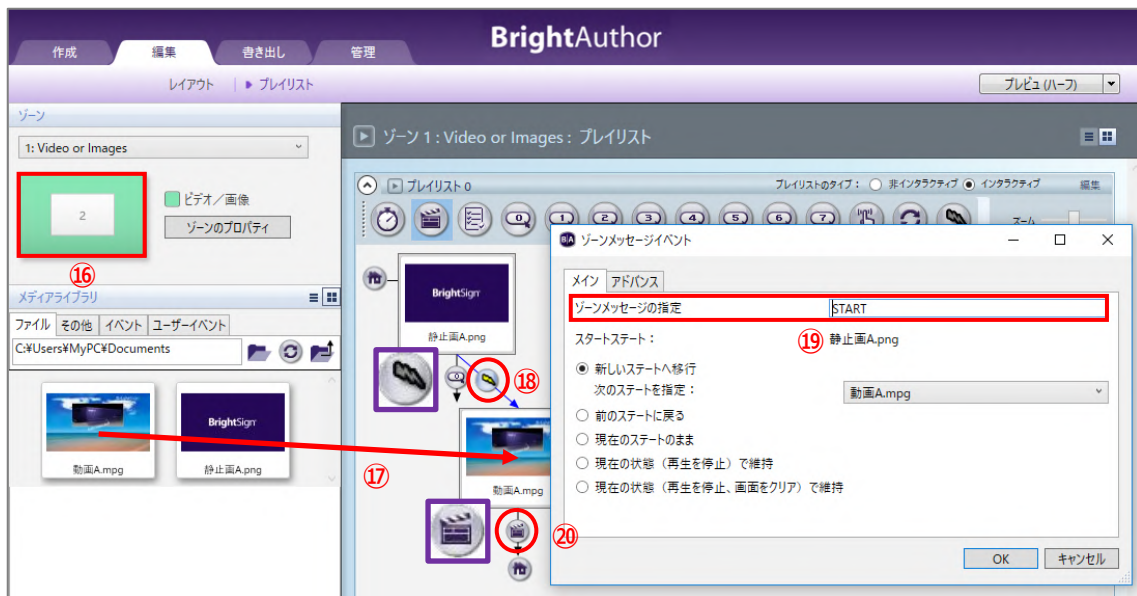 BrightAuthor
作成 編集 書き出し 管理
レイアウト ▶ プレイリスト プレビュ (ハーフ)
ゾーン
1: Video or Images
2
ビデオ／画像
ゾーンのプロパティ
⑯
メディアライブラリ
ファイル その他 イベント ユーザーイベント
C:¥Users¥MyPC¥Documents
BrightSign
動画A.mpg 静止画A.png
⑰
ゾーン 1 : Video or Images : プレイリスト
プレイリスト 0 プレイリストのタイプ： 非インタラクティブ インタラクティブ 編集
0 1 2 3 4 5 6 7 ズーム
BrightSign
静止画A.png
⑱
動画A.mpg
⑳
BA ゾーンメッセージイベント
メイン アドバンス
ゾーンメッセージの指定 START
スタートステート： ⑲ 静止画A.png
新しいステートへ移行
次のステートを指定： 動画A.mpg
前のステートに戻る
現在のステートのまま
現在の状態（再生を停止）で維持
現在の状態（再生を停止、画面をクリア）で維持
OK キャンセル